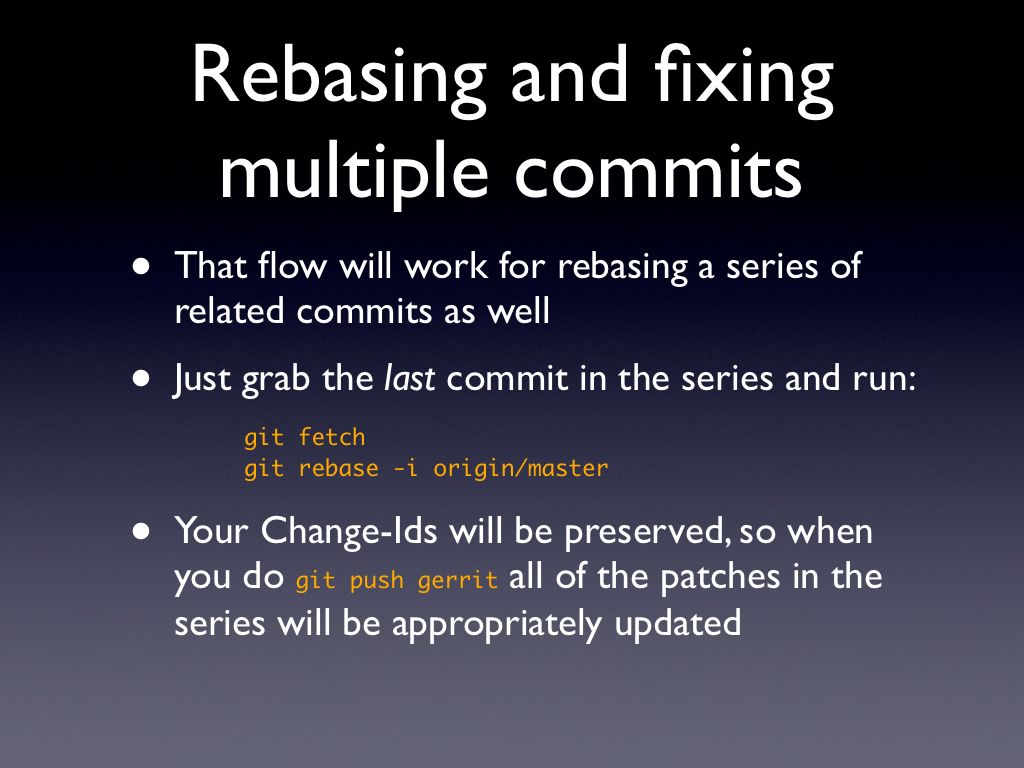 Rebasing and fixing
multiple commits
• That flow will work for rebasing a series of
related commits as well
• Just grab the last commit in the series and run:
git fetch
git rebase -i origin/master
• Your Change-Ids will be preserved, so when
you do git push gerrit all of the patches in the
series will be appropriately updated